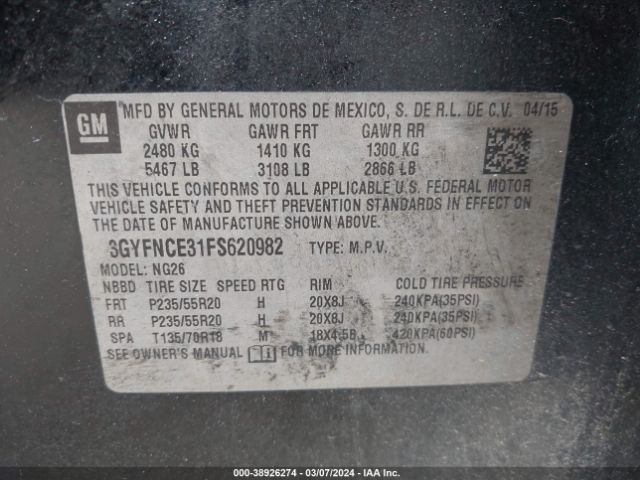 GM
MFD BY GENERAL MOTORS DE MEXICO, S. DE R.L. DE C.V. 04/15
GVWR GAWR FRT GAWR RR
2480 KG 1410 KG 1300 KG
5467 LB 3108 LB 2866 LB
THIS VEHICLE CONFORMS TO ALL APPLICABLE U.S. FEDERAL MOTOR
VEHICLE SAFETY AND THEFT PREVENTION STANDARDS IN EFFECT ON
THE DATE OF MANUFACTURE SHOWN ABOVE.
3GYFNCE31FS620982 TYPE: M.P.V.
MODEL: NG26
NBBD TIRE SIZE SPEED RTG RIM COLD TIRE PRESSURE
FRT P235/55R20 H 20X8J 240KPA(35PSI)
RR P235/55R20 H 20X8J 240KPA(35PSI)
SPA T135/70R18 M 18X4.5B 420KPA(60PSI)
SEE OWNER'S MANUAL FOR MORE INFORMATION.
000-38926274 - 03/07/2024 - IAA Inc.